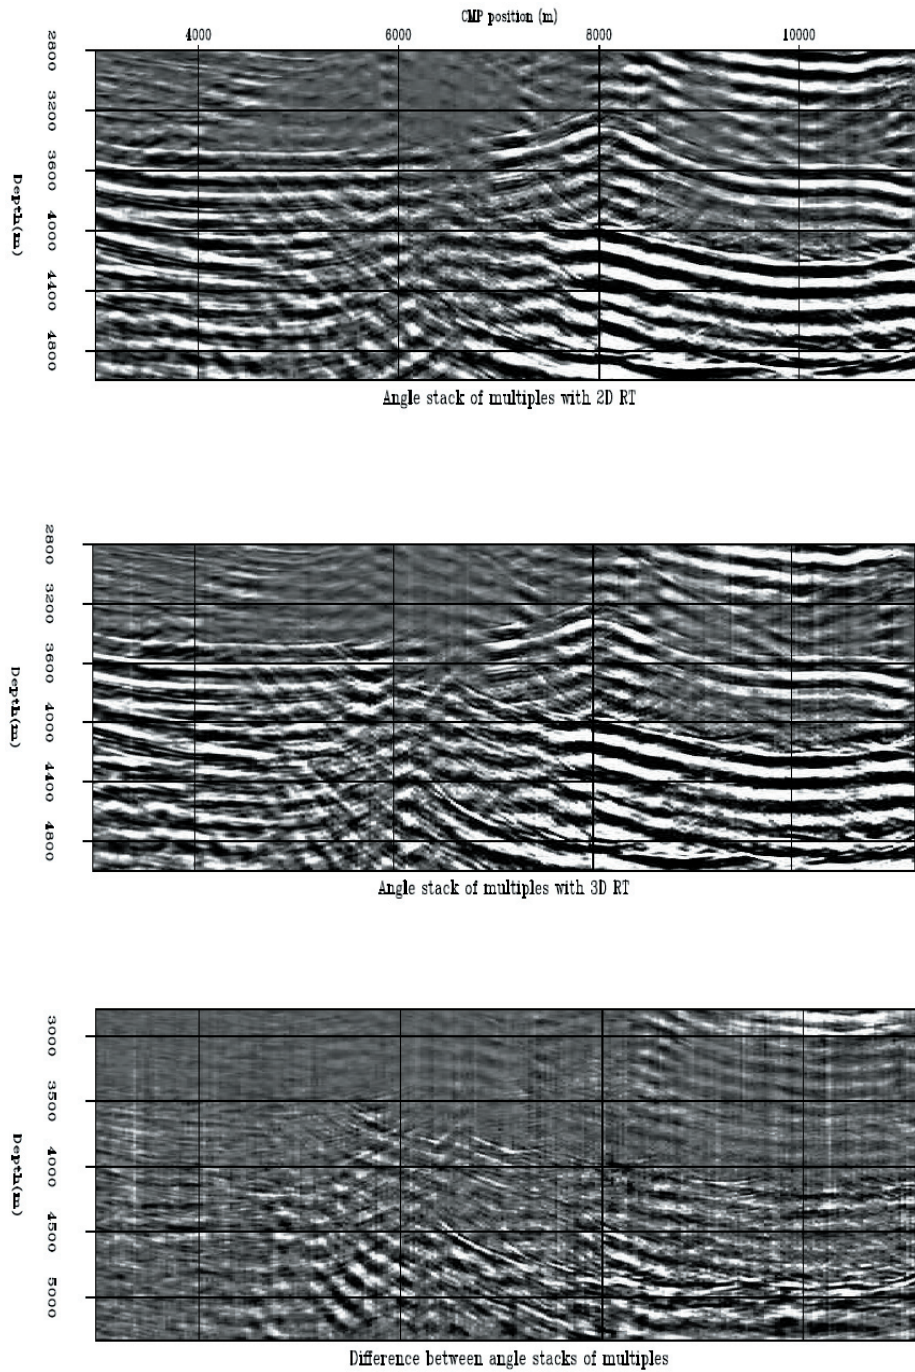 CMP position (m)
4000 6000 8000 10000
2800
3200
3600
4000
4400
4800
Depth(m)
Angle stack of multiples with 2D RT
2800
3200
3600
4000
4400
4800
Depth(m)
Angle stack of multiples with 3D RT
3000
3500
4000
4500
5000
Depth(m)
Difference between angle stacks of multiples